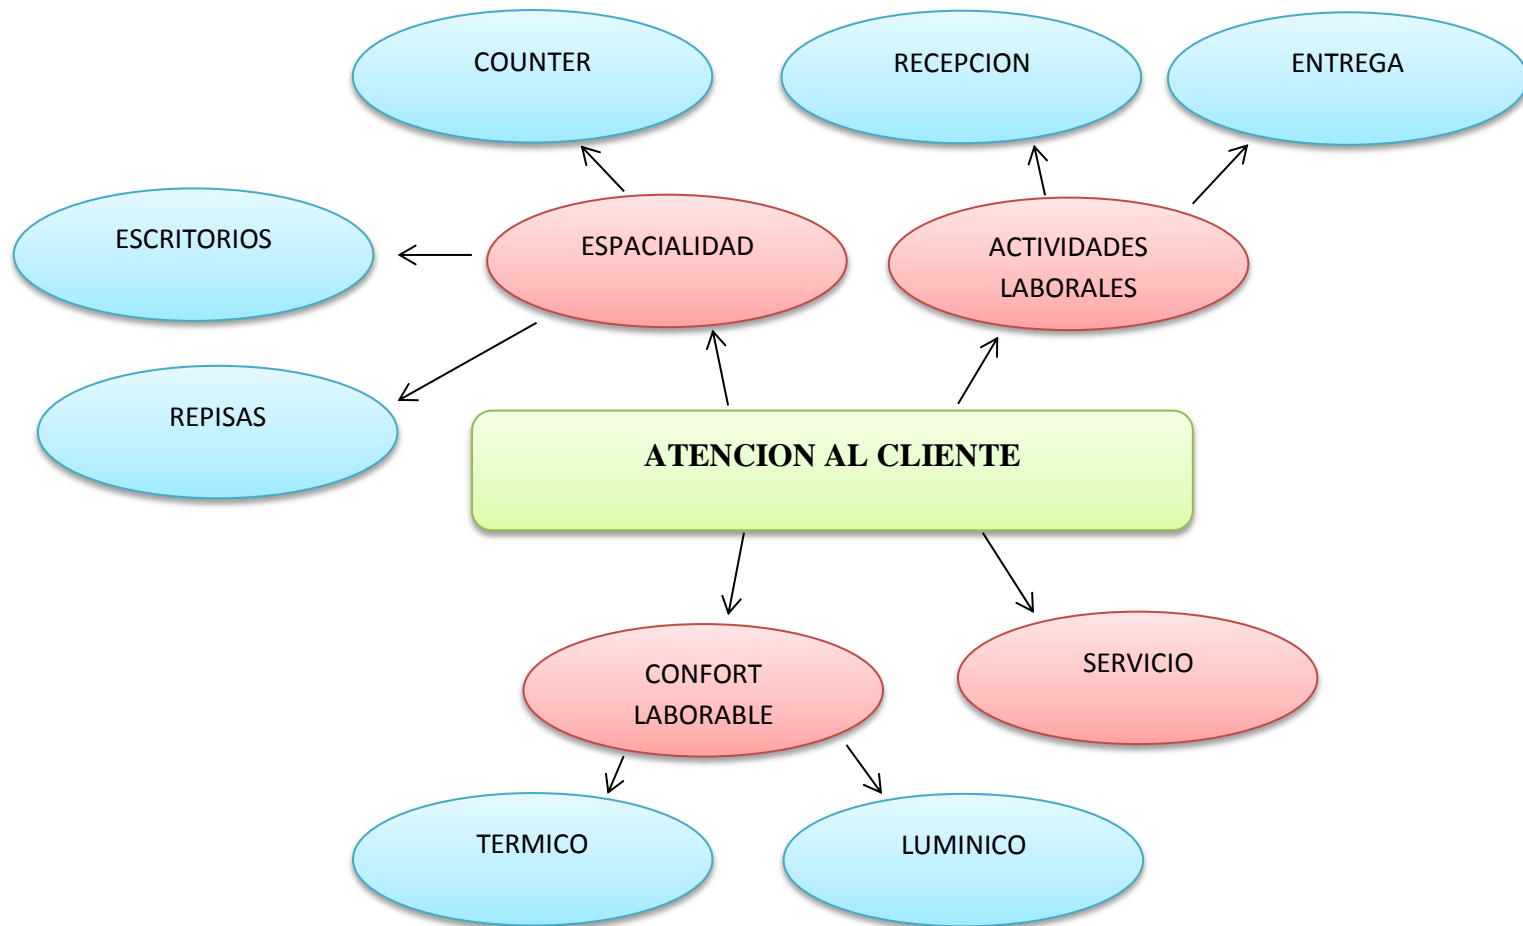 COUNTER
RECEPCION
ENTREGA
ESCRITORIOS
ESPACIALIDAD
ACTIVIDADES
LABORALES
REPISAS
ATENCION AL CLIENTE
CONFORT
LABORABLE
SERVICIO
TERMICO
LUMINICO